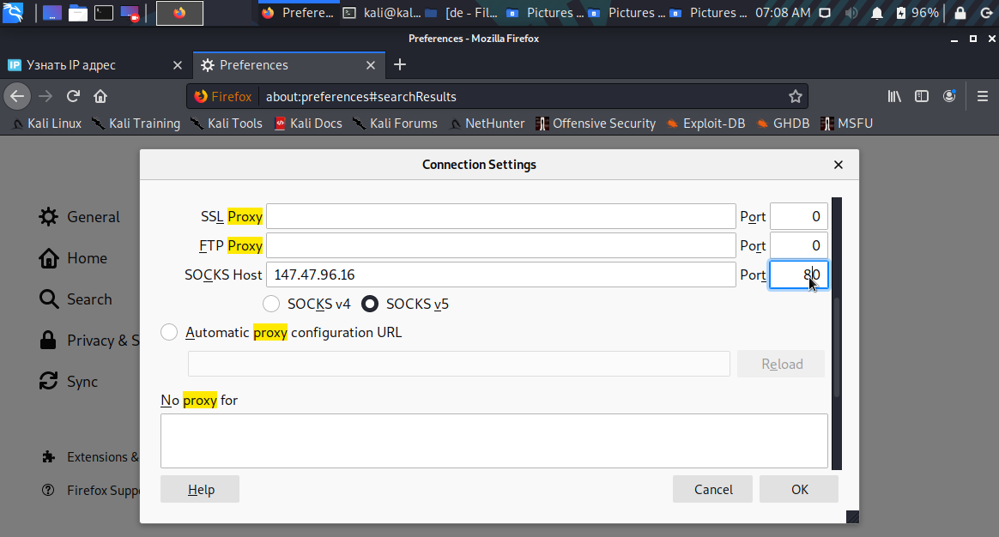 Prefere... kali@kal... [de - Fil... Pictures ... Pictures ... Pictures ... 07:08 AM 96%
Preferences - Mozilla Firefox
IP Узнать IP адрес Preferences
Firefox about:preferences#searchResults
Kali Linux Kali Training Kali Tools Kali Docs Kali Forums NetHunter Offensive Security Exploit-DB GHDB MSFU
Connection Settings
General
Home
Search
Privacy & S
Sync
Extensions &
Firefox Suppo
SSL Proxy Port 0
FTP Proxy Port 0
SOCKS Host 147.47.96.16 Port 80
SOCKS v4 SOCKS v5
Automatic proxy configuration URL
Reload
No proxy for
Help Cancel OK